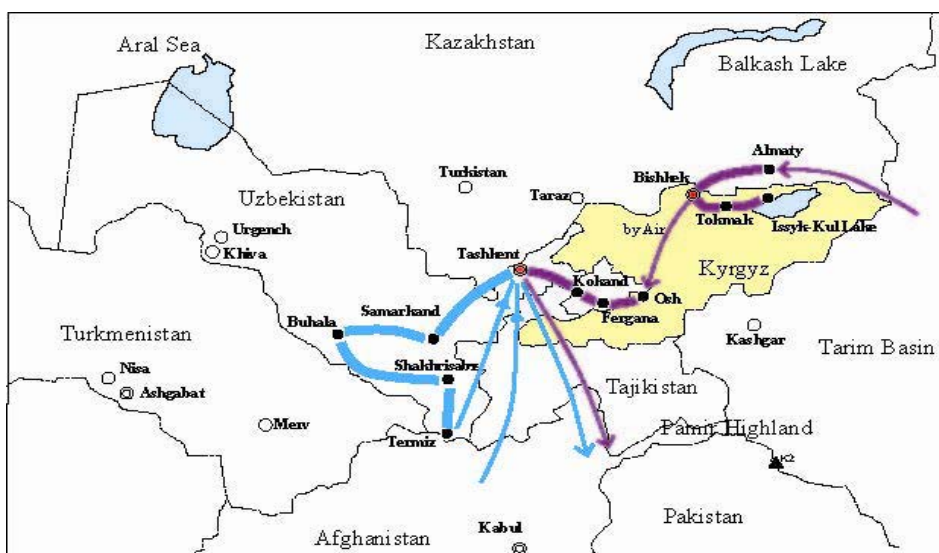 Kazakhstan
Aral Sea
Balkash Lake
Almaty
Turkistan
Bishkek
Taraz
Uzbekistan
Tokmak
Issyk-Kul Lake
Urgench
by Air
Khiva
Tashkent
Kyrgyz
Kokand
Osh
Samarhand
Fergana
Buhala
Turkmenistan
Kashgar
Tarim Basin
Shakhrisabz
Nisa
Tajikistan
Ashgabat
Merv
Pamir Highland
Termiz
K2
Pakistan
Kabul
Afghanistan